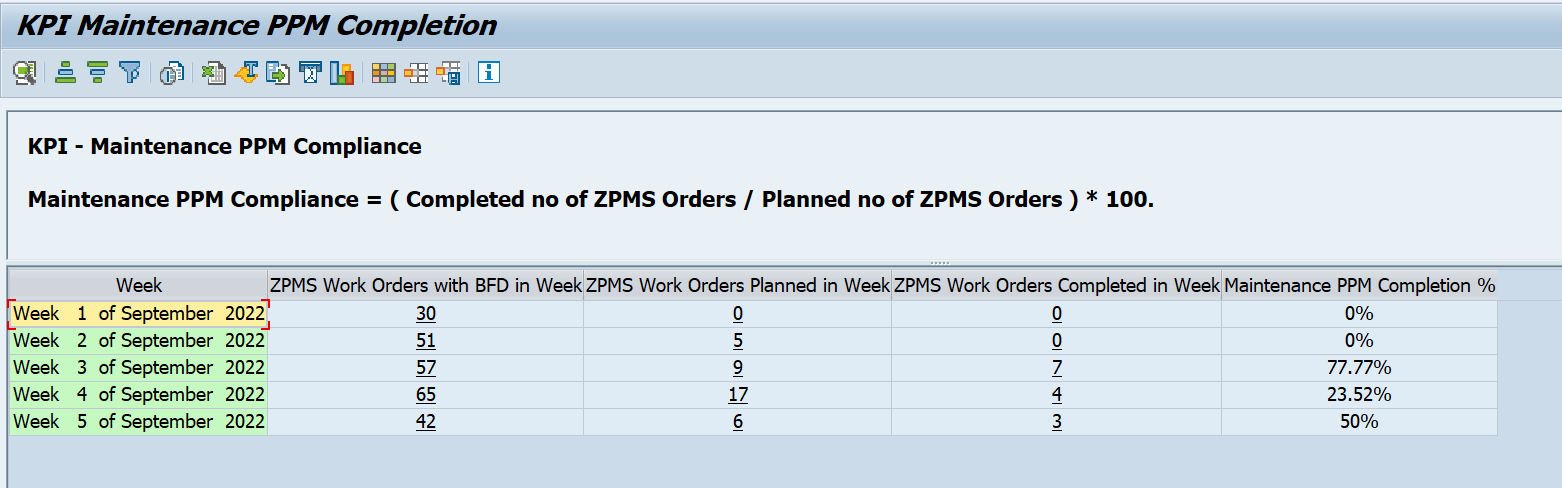 KPI Maintenance PPM Completion
KPI - Maintenance PPM Compliance
Maintenance PPM Compliance = ( Completed no of ZPMS Orders / Planned no of ZPMS Orders ) * 100.
Week ZPMS Work Orders with BFD in Week ZPMS Work Orders Planned in Week ZPMS Work Orders Completed in Week Maintenance PPM Completion %
Week 1 of September 2022 30 0 0 0%
Week 2 of September 2022 51 5 0 0%
Week 3 of September 2022 57 9 7 77.77%
Week 4 of September 2022 65 17 4 23.52%
Week 5 of September 2022 42 6 3 50%